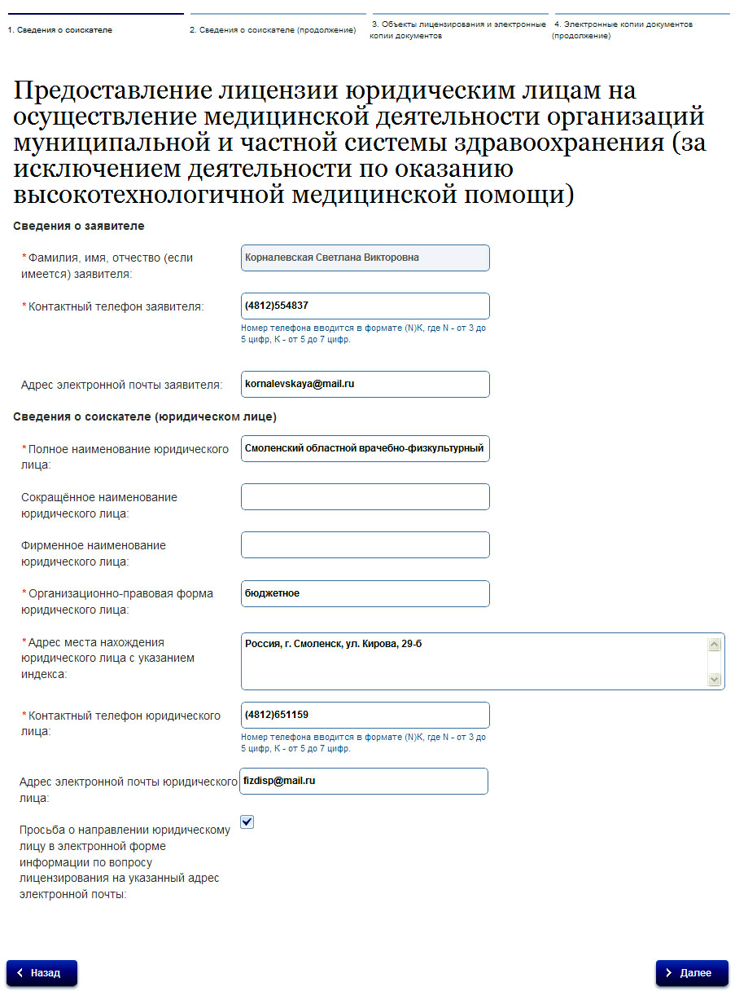 1. Сведения о соискателе
2. Сведения о соискателе (продолжение)
3. Объекты лицензирования и электронные
копии документов
4. Электронные копии документов
(продолжение)
Предоставление лицензии юридическим лицам на
осуществление медицинской деятельности организаций
муниципальной и частной системы здравоохранения (за
исключением деятельности по оказанию
высокотехнологичной медицинской помощи)
Сведения о заявителе
*Фамилия, имя, отчество (если
имеется) заявителя:
Корналевская Светлана Викторовна
*Контактный телефон заявителя:
(4812)554837
Номер телефона вводится в формате (N)K, где N - от 3 до
5 цифр, К - от 5 до 7 цифр.
Адрес электронной почты заявителя:
kornalevskaya@mail.ru
Сведения о соискателе (юридическом лице)
*Полное наименование юридического
лица:
Смоленский областной врачебно-физкультурный
Сокращённое наименование
юридического лица:
Фирменное наименование
юридического лица:
*Организационно-правовая форма
юридического лица:
бюджетное
*Адрес места нахождения
юридического лица с указанием
индекса:
Россия, г. Смоленск, ул. Кирова, 29-б
*Контактный телефон юридического
лица:
(4812)651159
Номер телефона вводится в формате (N)K, где N - от 3 до
5 цифр, К - от 5 до 7 цифр.
Адрес электронной почты юридического
лица:
fizdisp@mail.ru
Просьба о направлении юридическому
лицу в электронной форме
информации по вопросу
лицензирования на указанный адрес
электронной почты:
Назад
Далее